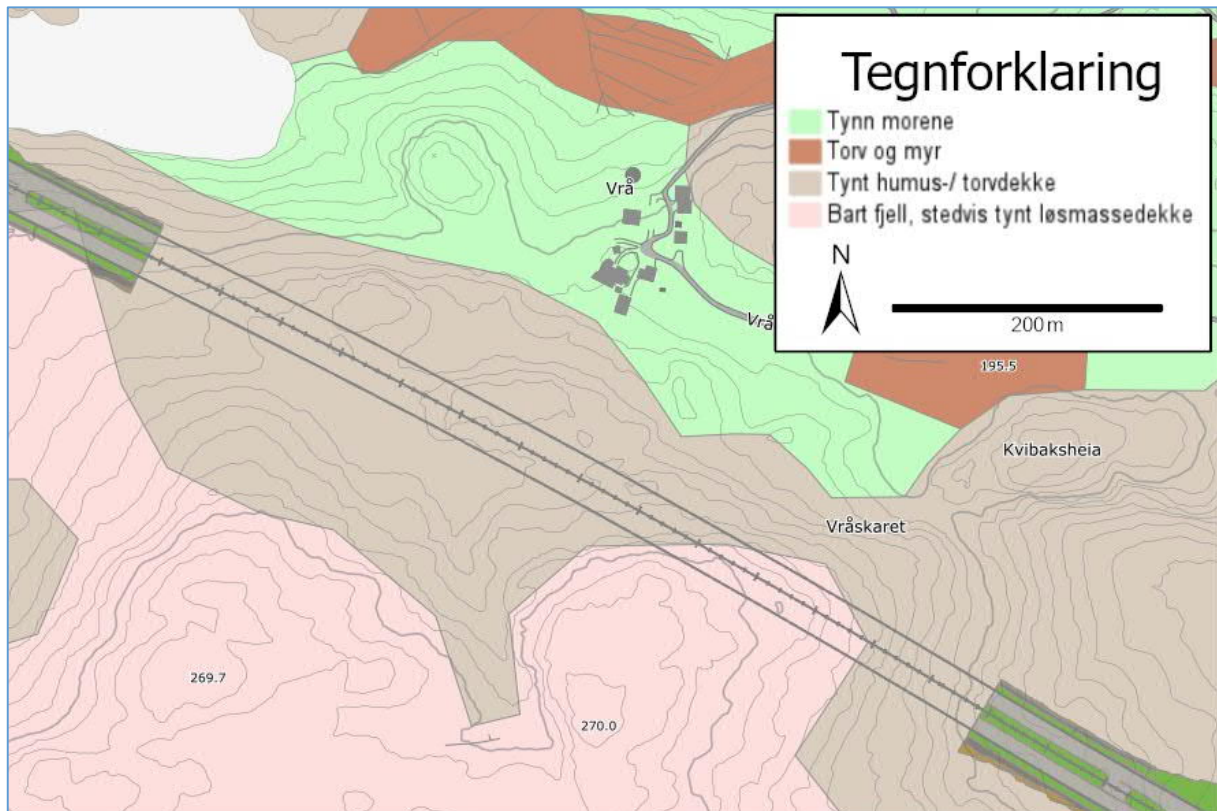 Tegnforklaring
Tynn morene
Torv og myr
Tynt humus-/ torvdekke
Bart fjell, stedvis tynt løsmassedekke
N
200 m
Vrå
Vrå
195.5
Kvibaksheia
Vråskaret
269.7
270.0